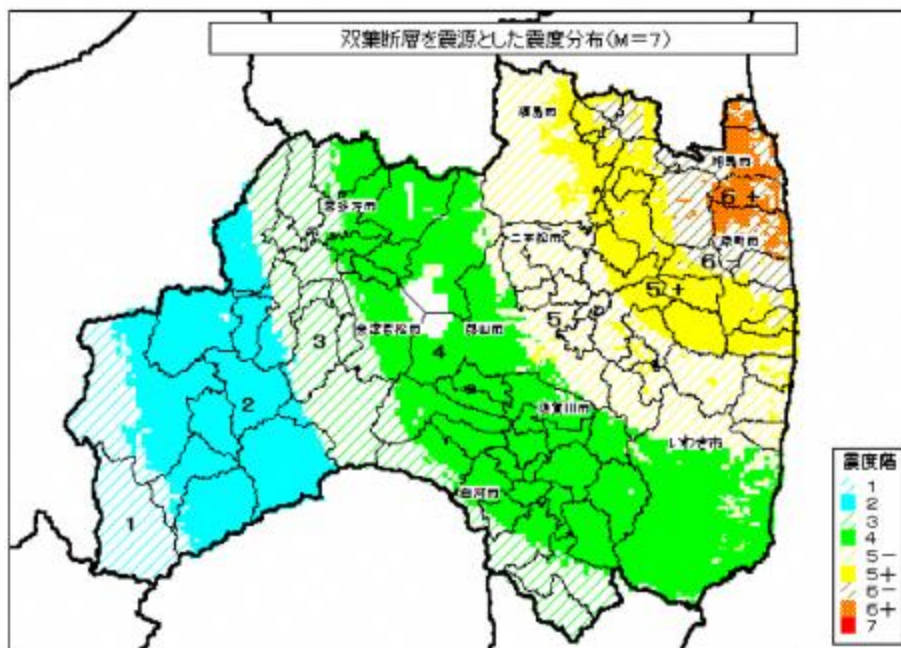 双葉断層を震源とした震度分布(M=7)
福島市
相馬市
6+
喜多方市
二本松市
原町市
6-
5+
3
会津若松市
4
郡山市
5
2
須賀川市
いわき市
白河市
1
震度階
1
2
3
4
5-
5+
6-
6+
7